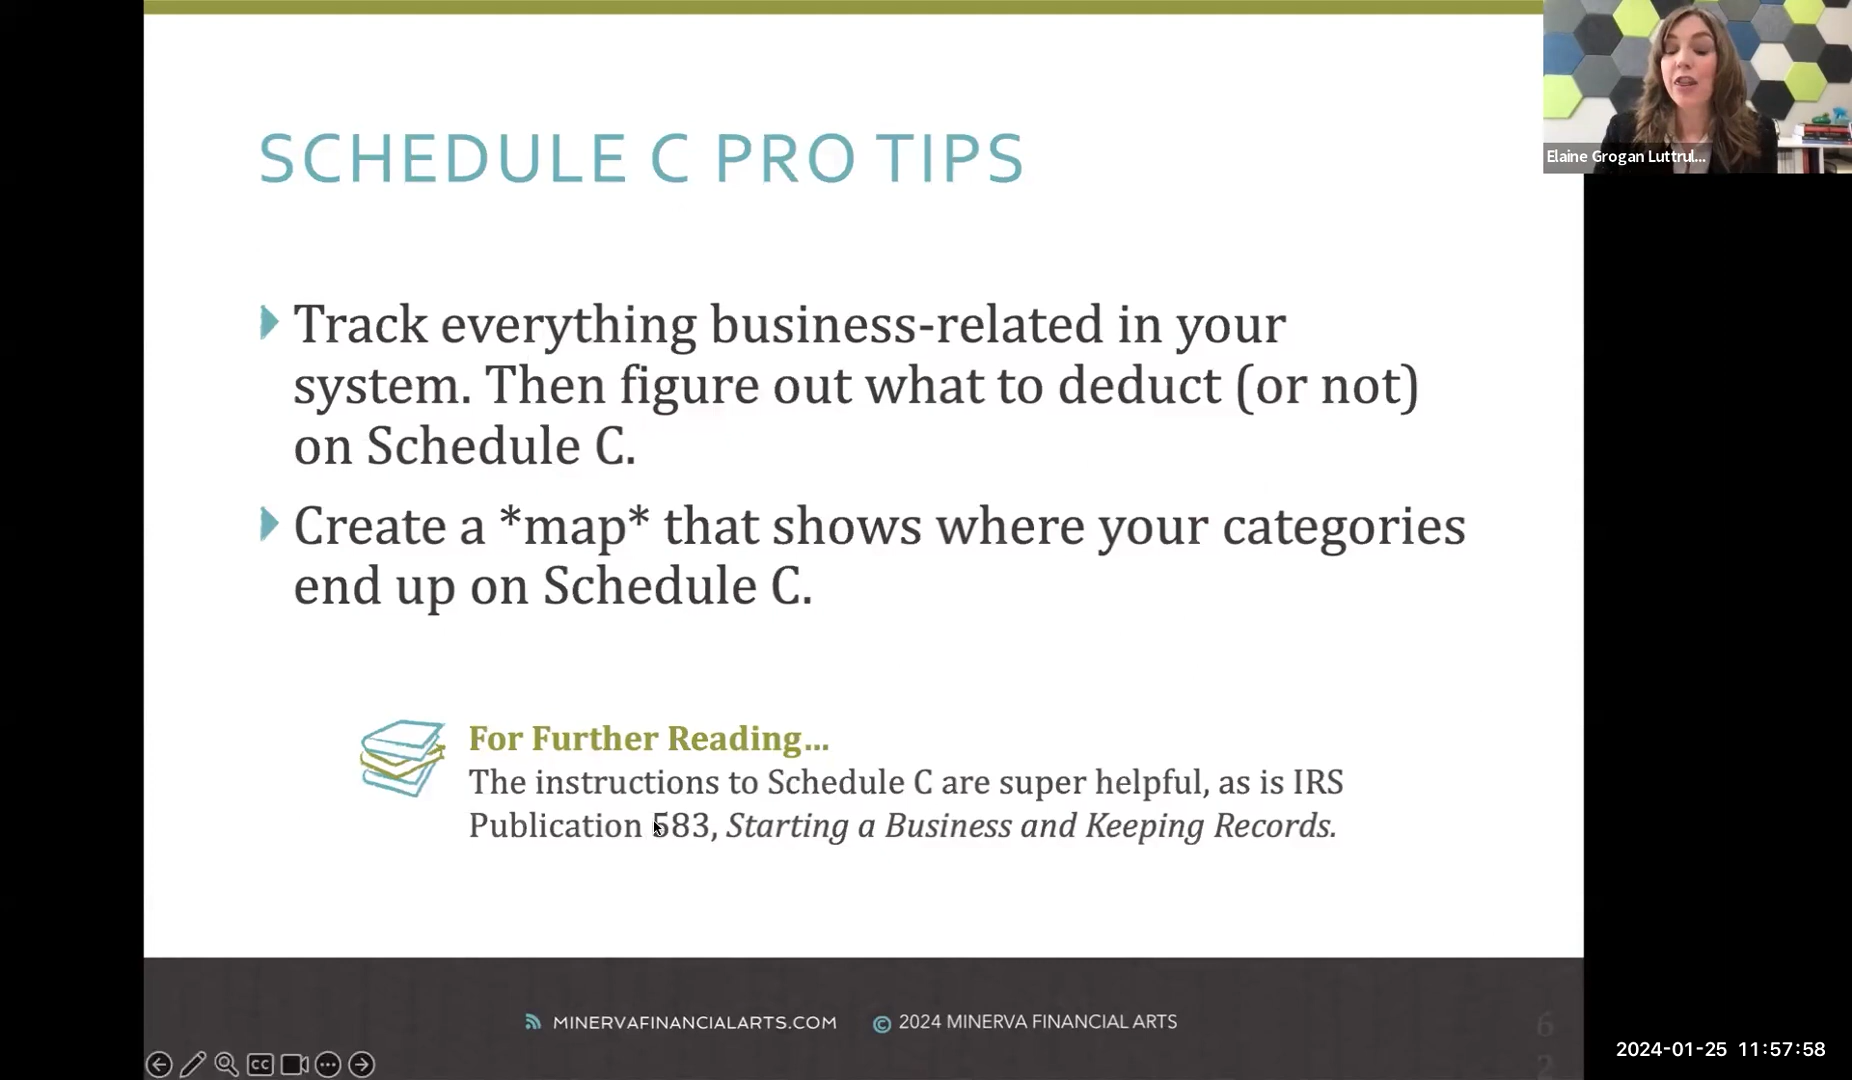 Elaine Grogan Luttrul...
SCHEDULE C PRO TIPS
Track everything business-related in your
system. Then figure out what to deduct (or not)
on Schedule C.
Create a *map* that shows where your categories
end up on Schedule C.
For Further Reading...
The instructions to Schedule C are super helpful, as is IRS
Publication 583, Starting a Business and Keeping Records.
MINERVAFINANCIALARTS.COM © 2024 MINERVA FINANCIAL ARTS
6
2
CC
2024-01-25 11:57:58